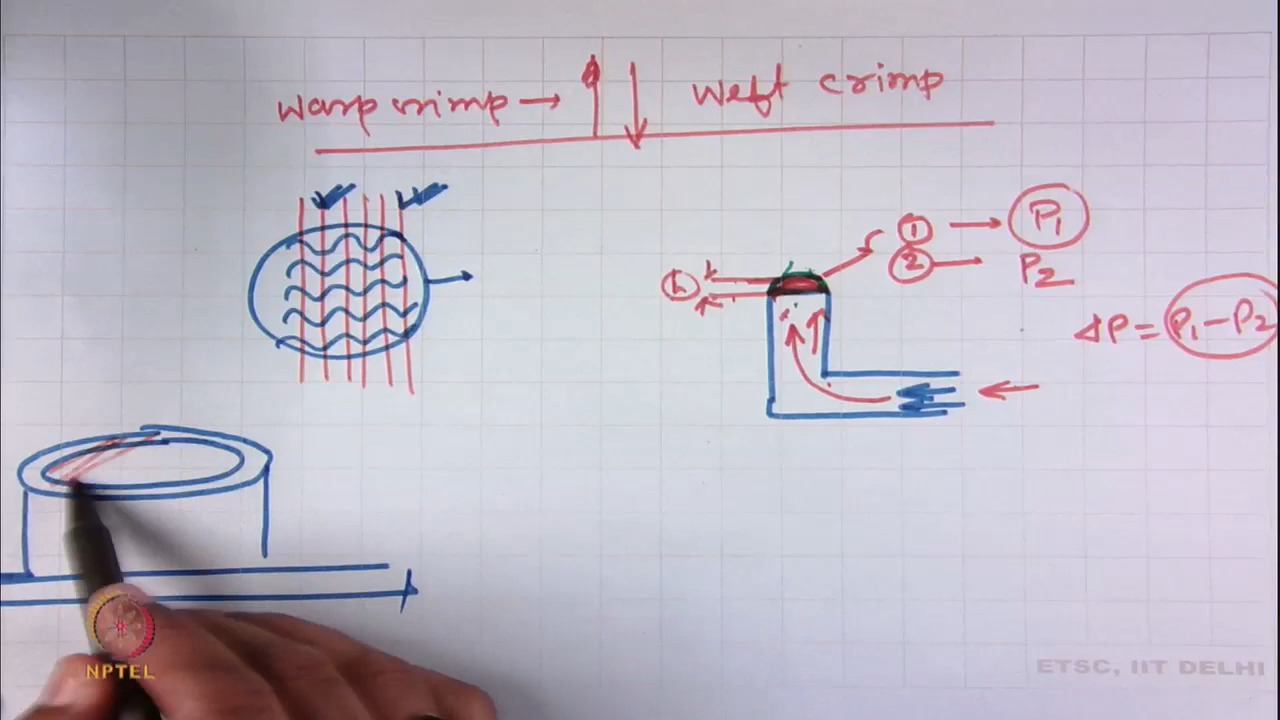 Warp crimp → ↑ ↓ Weft crimp
① → P1
② → P2
h
ΔP = P1 - P2
NPTEL
ETSC, IIT DELHI